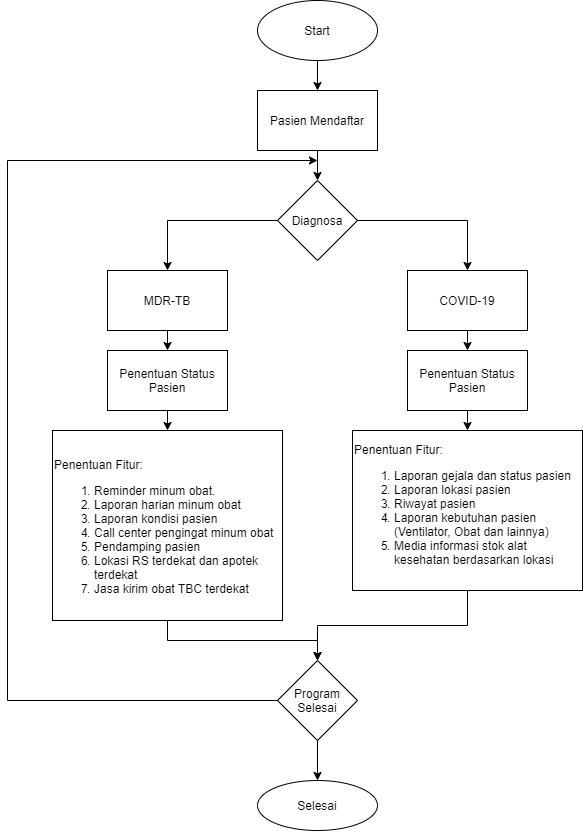 Start
Pasien Mendaftar
Diagnosa
MDR-TB
Penentuan Status
Pasien
Penentuan Fitur:
1. Reminder minum obat.
2. Laporan harian minum obat
3. Laporan kondisi pasien
4. Call center pengingat minum obat
5. Pendamping pasien
6. Lokasi RS terdekat dan apotek
terdekat
7. Jasa kirim obat TBC terdekat
COVID-19
Penentuan Status
Pasien
Penentuan Fitur:
1. Laporan gejala dan status pasien
2. Laporan lokasi pasien
3. Riwayat pasien
4. Laporan kebutuhan pasien
(Ventilator, Obat dan lainnya)
5. Media informasi stok alat
kesehatan berdasarkan lokasi
Program
Selesai
Selesai